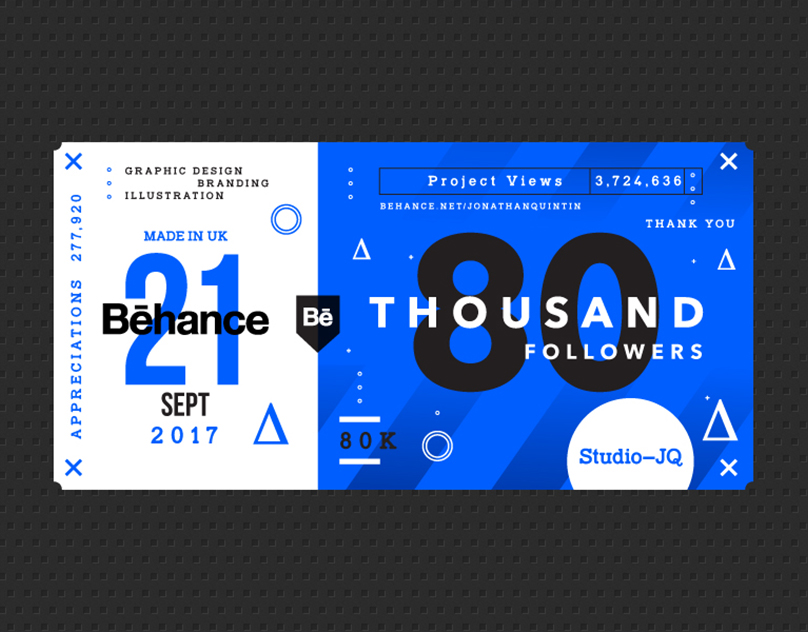 GRAPHIC DESIGN
BRANDING
ILLUSTRATION
APPRECIATIONS 277,920
MADE IN UK
21
Bēhance
SEPT
2017
Bē
Project Views 3,724,636
BEHANCE.NET/JONATHANQUINTIN
THANK YOU
80
THOUSAND
FOLLOWERS
80K
Studio–JQ